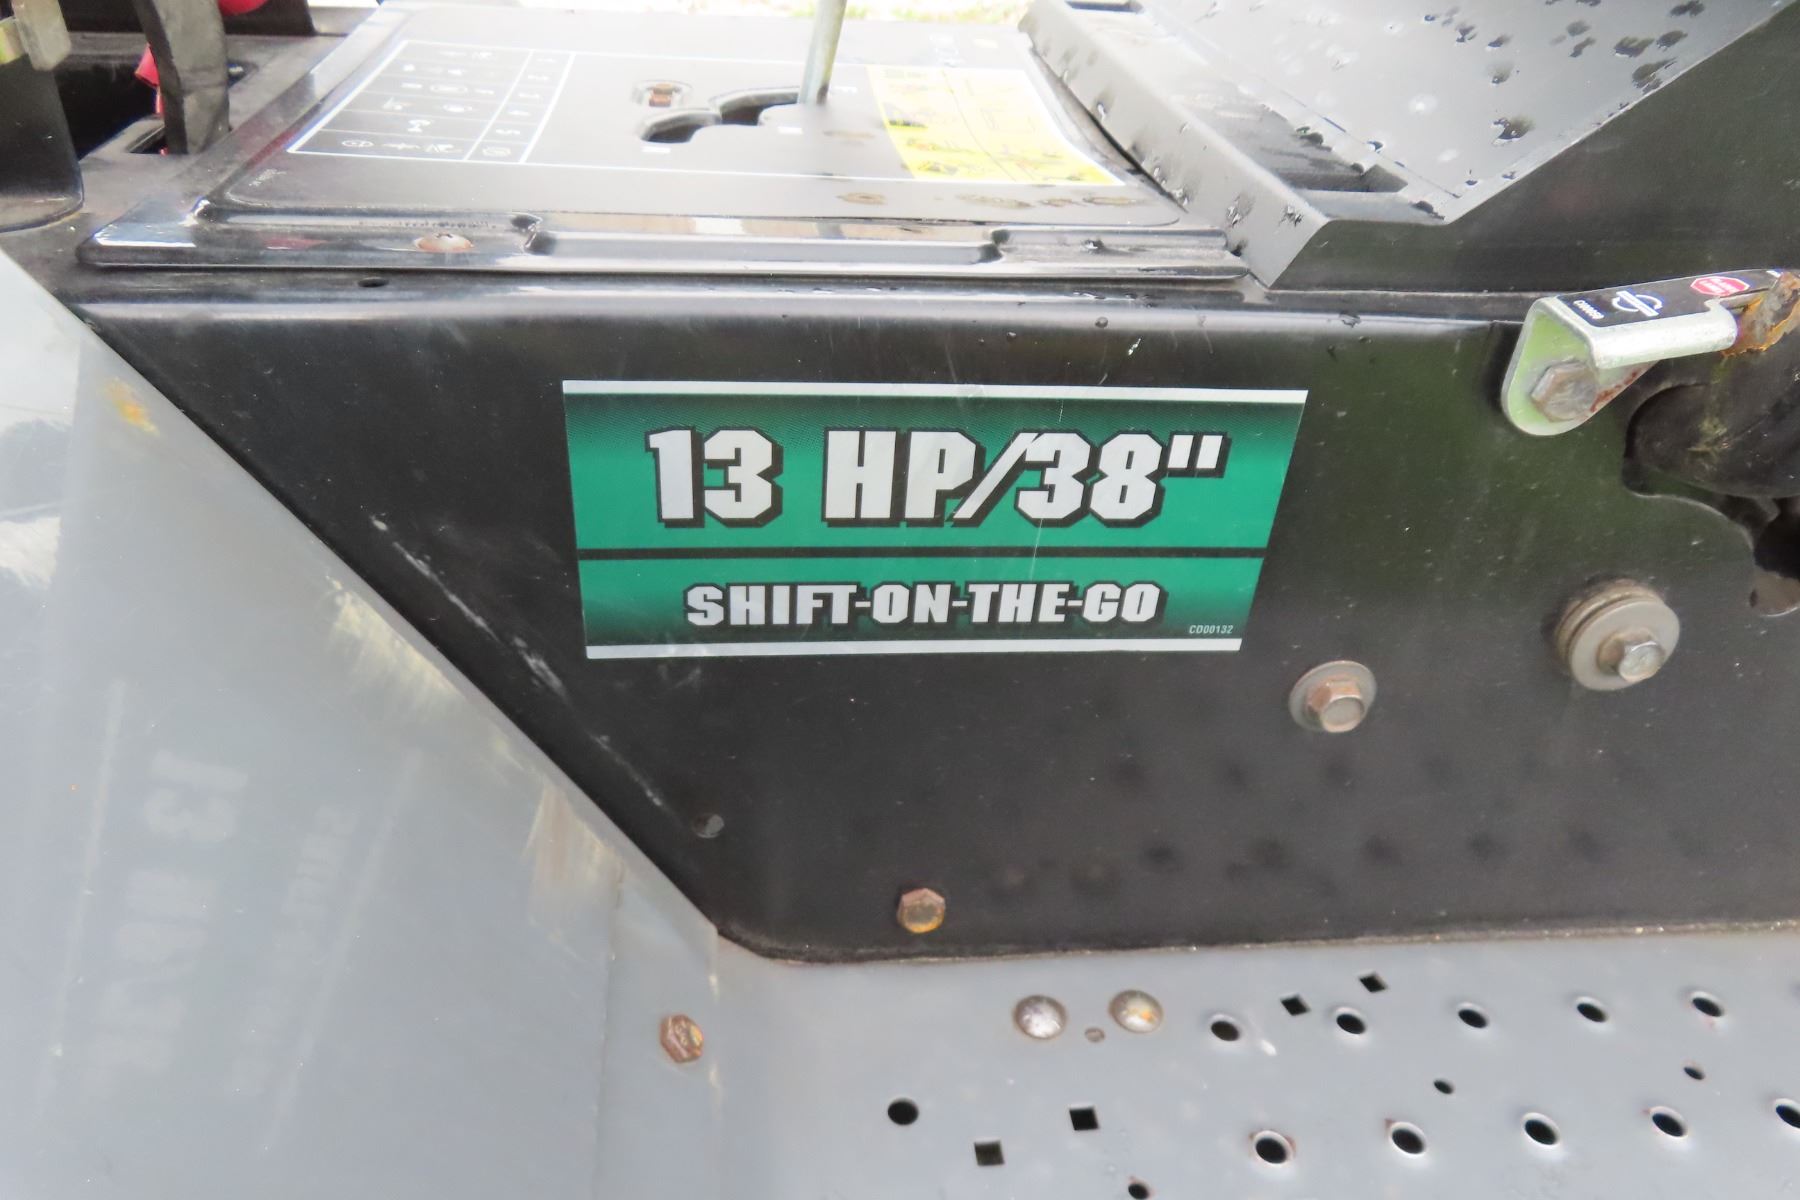 13 HP/38"
SHIFT-ON-THE-GO
CD00132